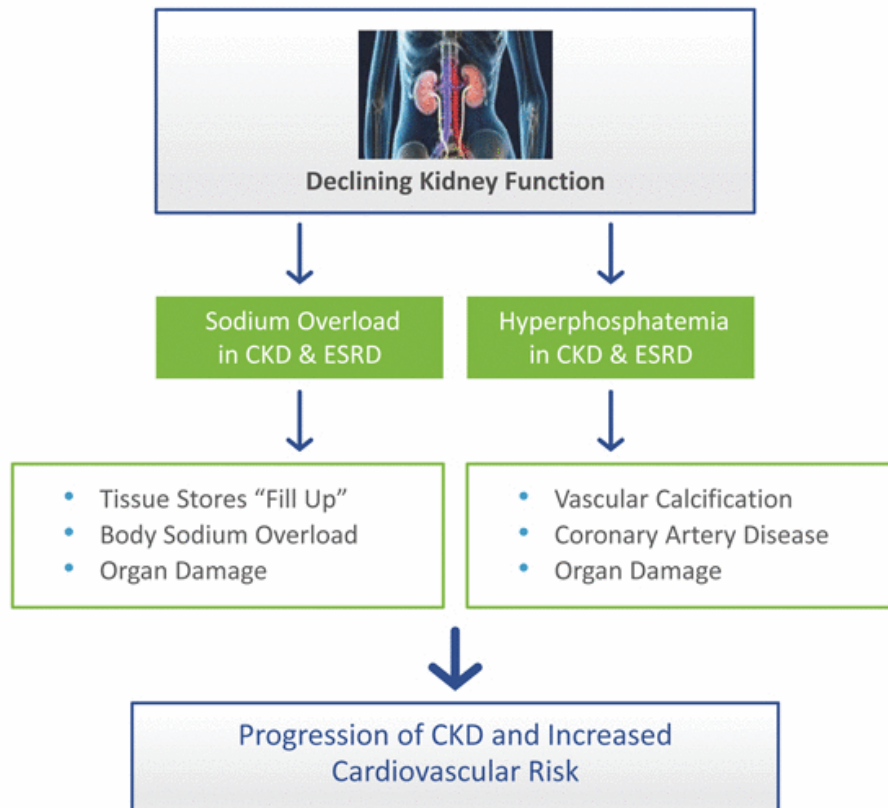 Declining Kidney Function
Sodium Overload
in CKD & ESRD
Hyperphosphatemia
in CKD & ESRD
• Tissue Stores “Fill Up”
• Body Sodium Overload
• Organ Damage
• Vascular Calcification
• Coronary Artery Disease
• Organ Damage
Progression of CKD and Increased
Cardiovascular Risk